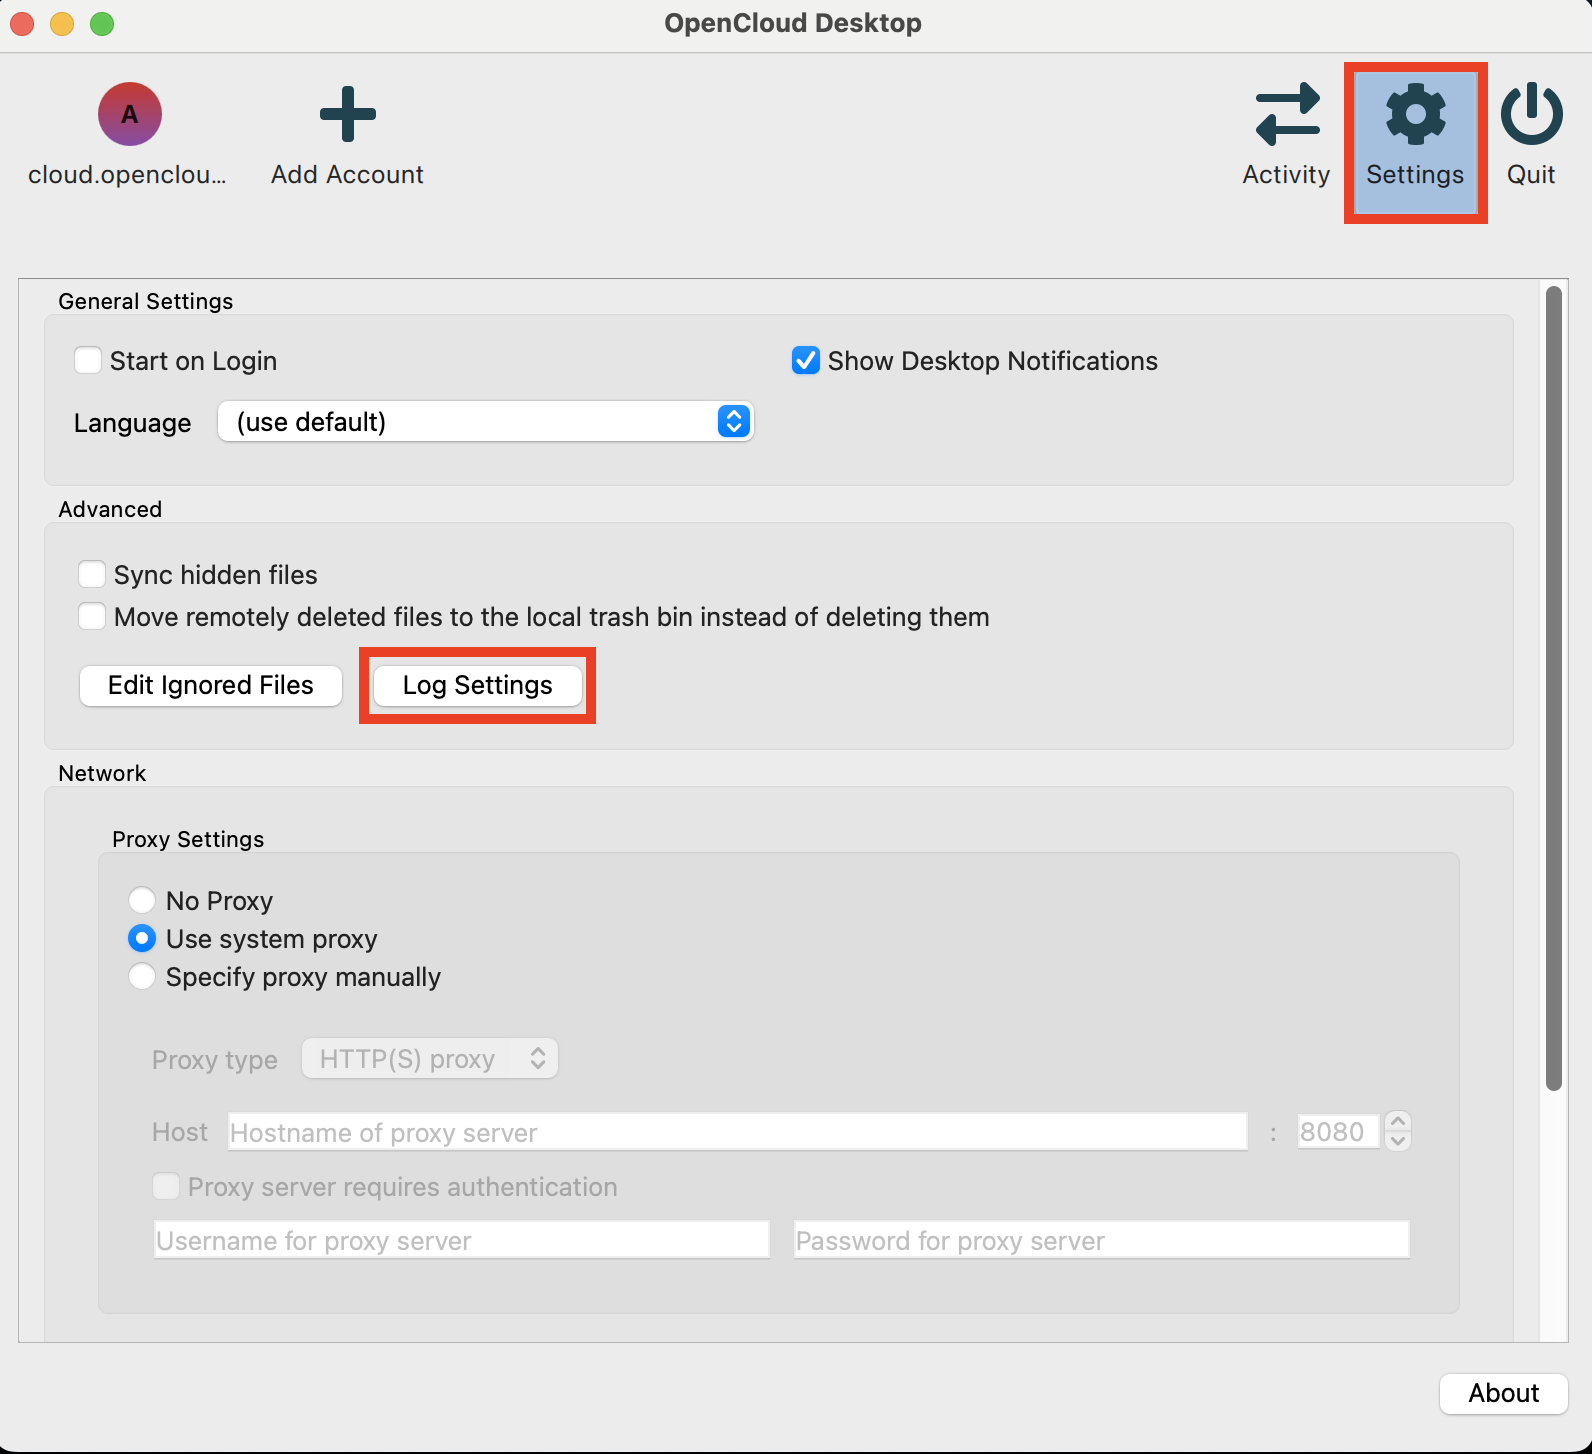 OpenCloud Desktop
A
cloud.openclou...
Add Account
Activity
Settings
Quit
General Settings
Start on Login
Show Desktop Notifications
Language
(use default)
Advanced
Sync hidden files
Move remotely deleted files to the local trash bin instead of deleting them
Edit Ignored Files
Log Settings
Network
Proxy Settings
No Proxy
Use system proxy
Specify proxy manually
Proxy type
HTTP(S) proxy
Host
Hostname of proxy server
:
8080
Proxy server requires authentication
Username for proxy server
Password for proxy server
About